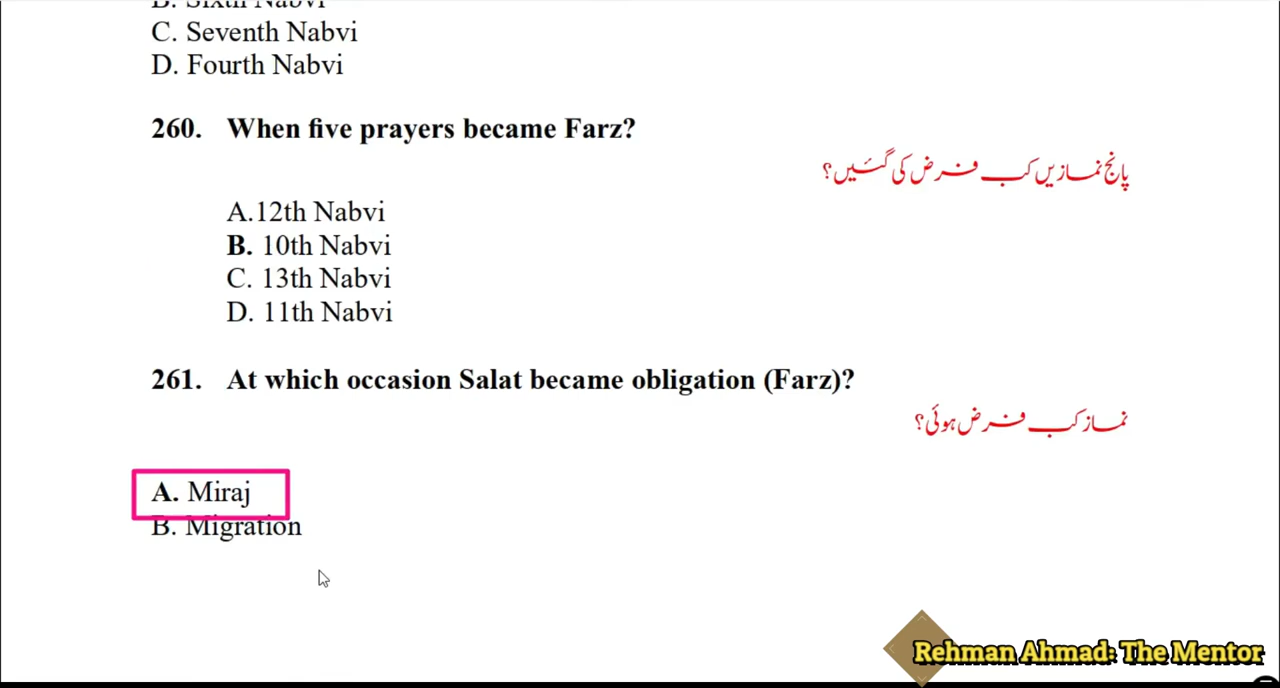 B. Sixth Nabvi
C. Seventh Nabvi
D. Fourth Nabvi
260. When five prayers became Farz?
پانچ نمازیں کب فرض کی گئیں؟
A.12th Nabvi
B. 10th Nabvi
C. 13th Nabvi
D. 11th Nabvi
261. At which occasion Salat became obligation (Farz)?
نماز کب فرض ہوئی؟
A. Miraj
B. Migration
Rehman Ahmad: The Mentor